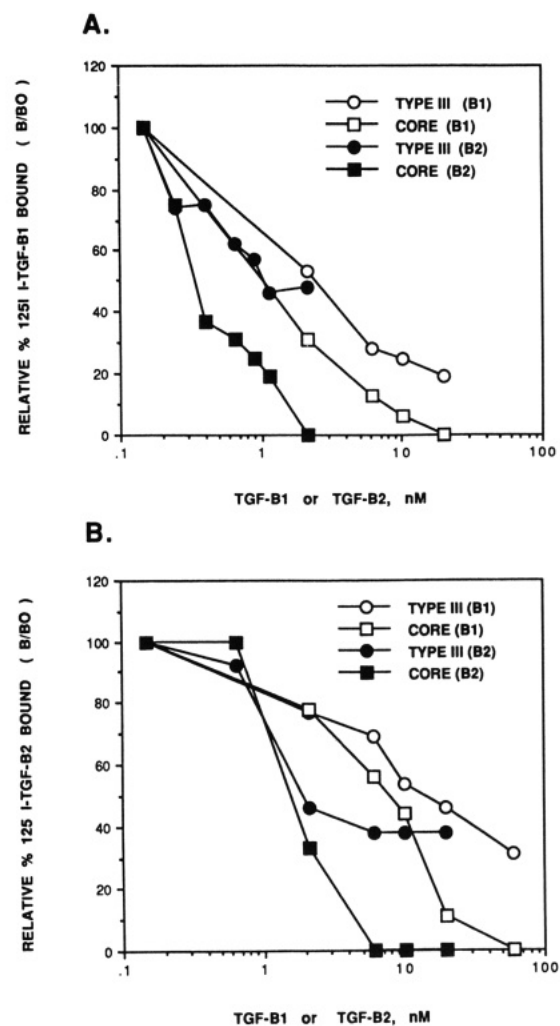 A.
120
100
80
60
40
20
0
.1
1
10
100
RELATIVE % 125I I-TGF-B1 BOUND ( B/BO )
TGF-B1 or TGF-B2, nM
TYPE III (B1)
CORE (B1)
TYPE III (B2)
CORE (B2)
B.
120
100
80
60
40
20
0
.1
1
10
100
RELATIVE % 125 I-TGF-B2 BOUND ( B/BO )
TGF-B1 or TGF-B2, nM
TYPE III (B1)
CORE (B1)
TYPE III (B2)
CORE (B2)